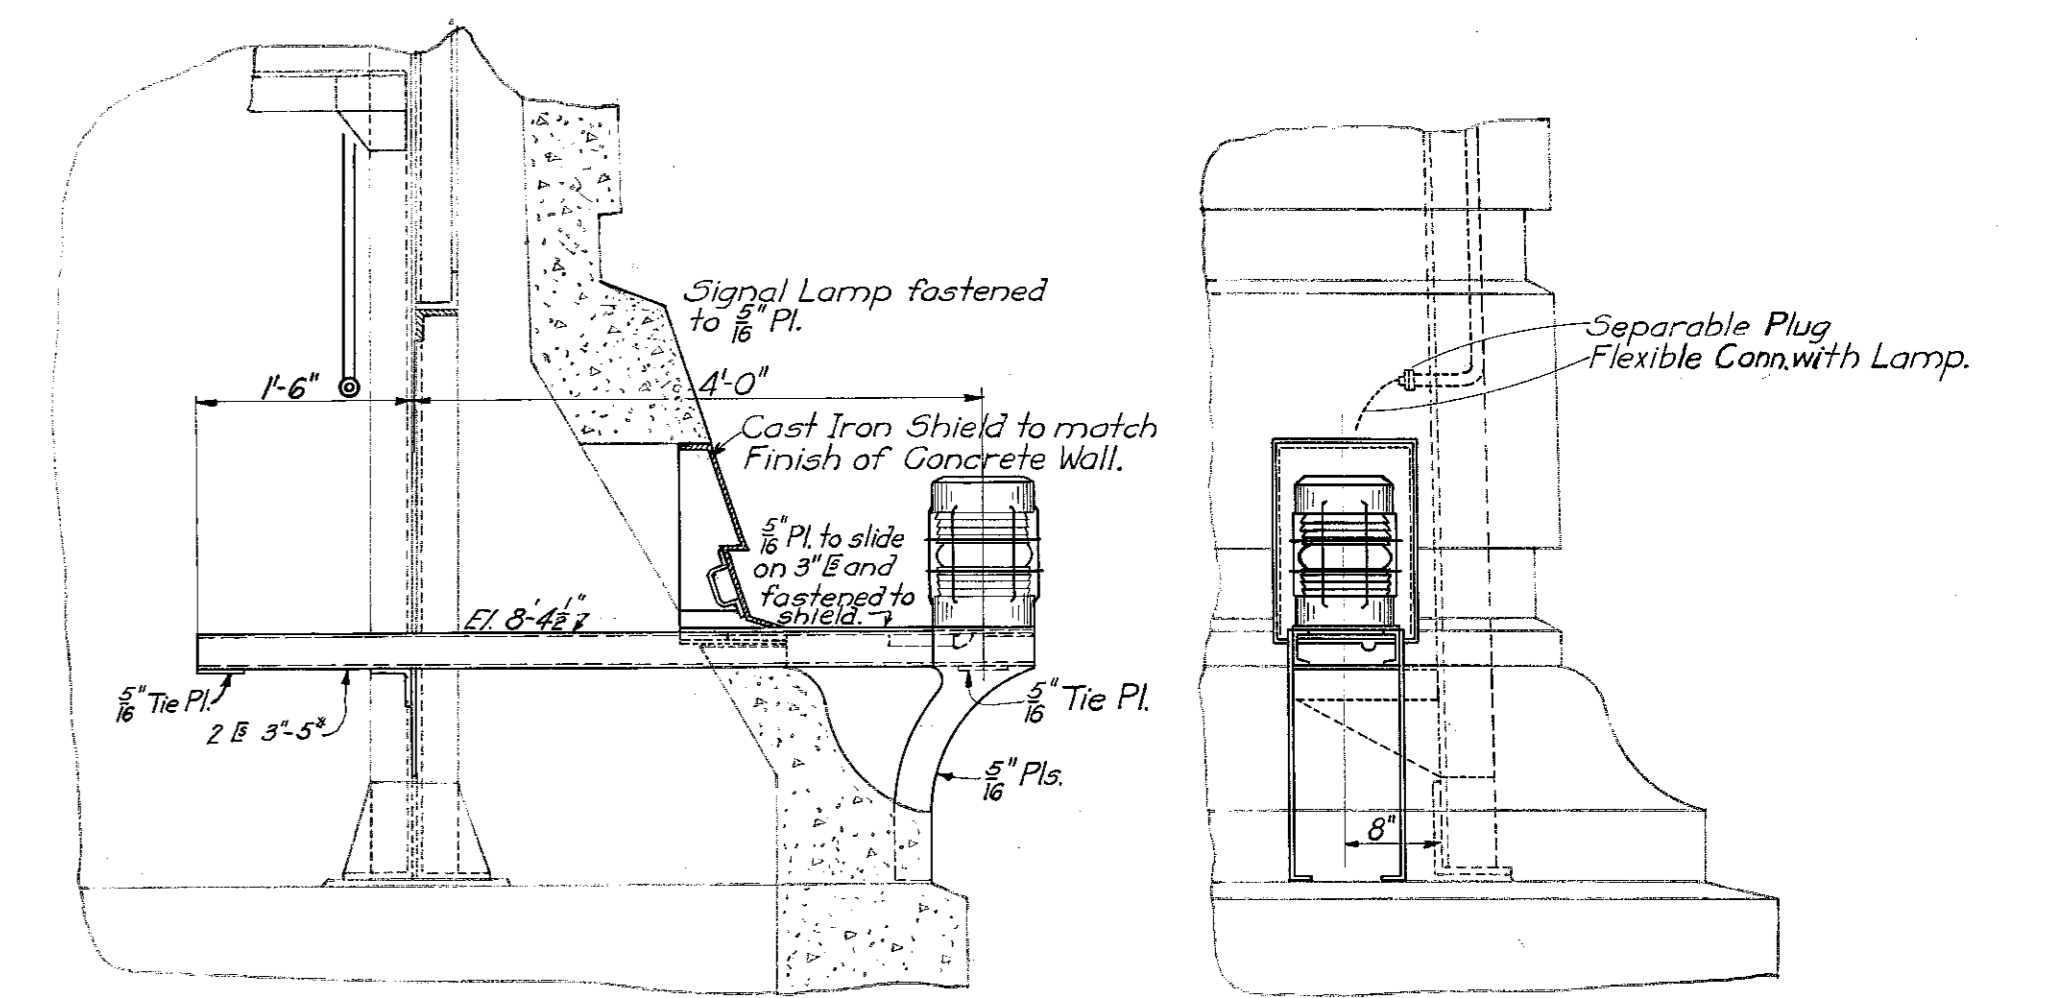 Signal Lamp fastened
to 5/16" Pl.
1'-6"
4'-0"
Cast Iron Shield to match
Finish of Concrete Wall.
5/16" Pl. to slide
on 3" [s and
fastened to
shield.
El. 8'-4 1/2"
5/16" Tie Pl.
2 [s 3"-5#
5/16" Tie Pl.
5/16" Pls.
Separable Plug
Flexible Conn. with Lamp.
8"